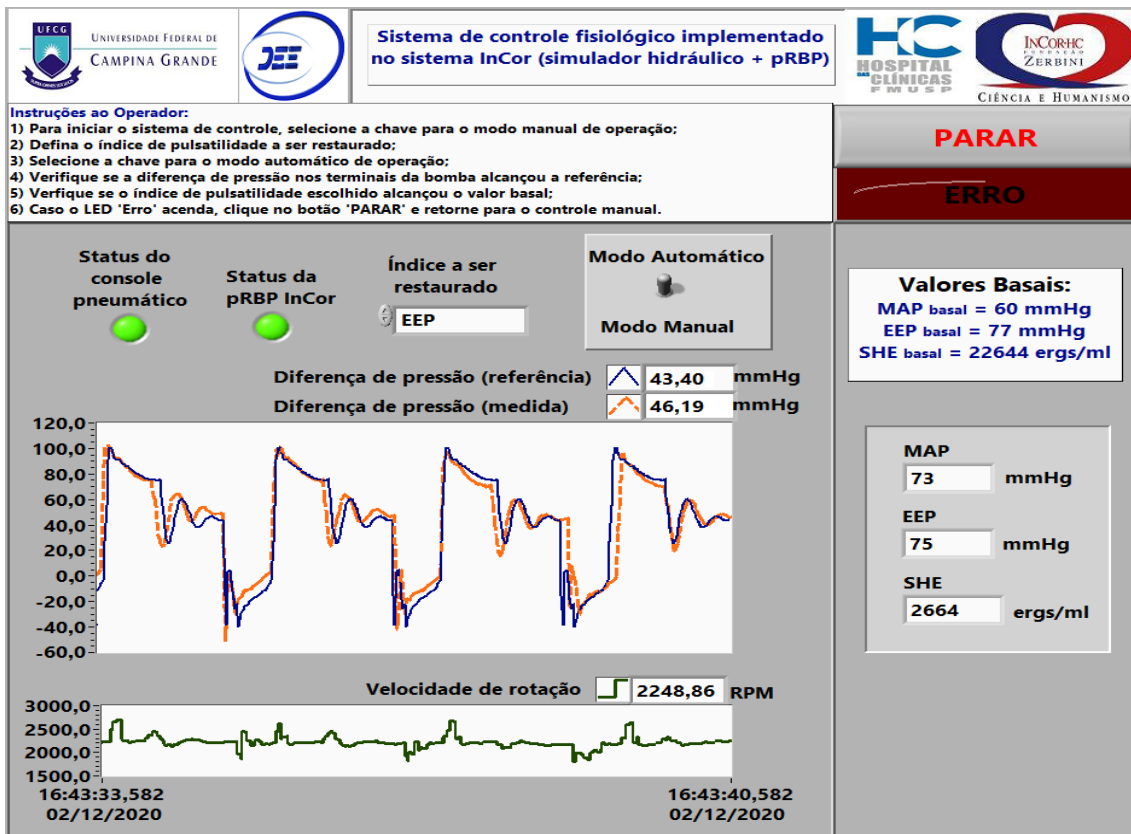 UFCG
UNIVERSIDADE FEDERAL DE
CAMPINA GRANDE
DEE
Sistema de controle fisiológico implementado
no sistema InCor (simulador hidráulico + pRBP)
HC
HOSPITAL
DAS CLÍNICAS
FMUSP
INCOR·HC
FUNDAÇÃO
ZERBINI
CIÊNCIA E HUMANISMO
Instruções ao Operador:
1) Para iniciar o sistema de controle, selecione a chave para o modo manual de operação;
2) Defina o índice de pulsatilidade a ser restaurado;
3) Selecione a chave para o modo automático de operação;
4) Verifique se a diferença de pressão nos terminais da bomba alcançou a referência;
5) Verfique se o índice de pulsatilidade escolhido alcançou o valor basal;
6) Caso o LED 'Erro' acenda, clique no botão 'PARAR' e retorne para o controle manual.
PARAR
ERRO
Status do
console
pneumático
Status da
pRBP InCor
Índice a ser
restaurado
EEP
Modo Automático
Modo Manual
Valores Basais:
MAP basal = 60 mmHg
EEP basal = 77 mmHg
SHE basal = 22644 ergs/ml
Diferença de pressão (referência) 43,40 mmHg
Diferença de pressão (medida) 46,19 mmHg
120,0
100,0
80,0
60,0
40,0
20,0
0,0
-20,0
-40,0
-60,0
MAP
73 mmHg
EEP
75 mmHg
SHE
2664 ergs/ml
Velocidade de rotação 2248,86 RPM
3000,0
2500,0
2000,0
1500,0
16:43:33,582
02/12/2020
16:43:40,582
02/12/2020